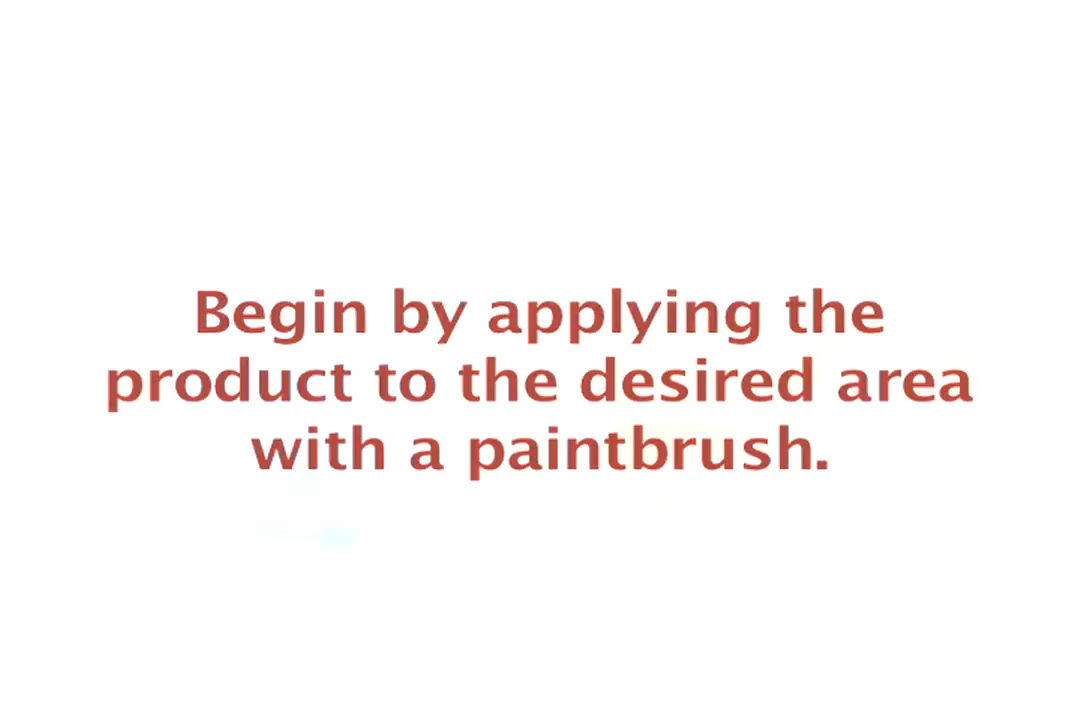 Begin by applying the
product to the desired area
with a paintbrush.